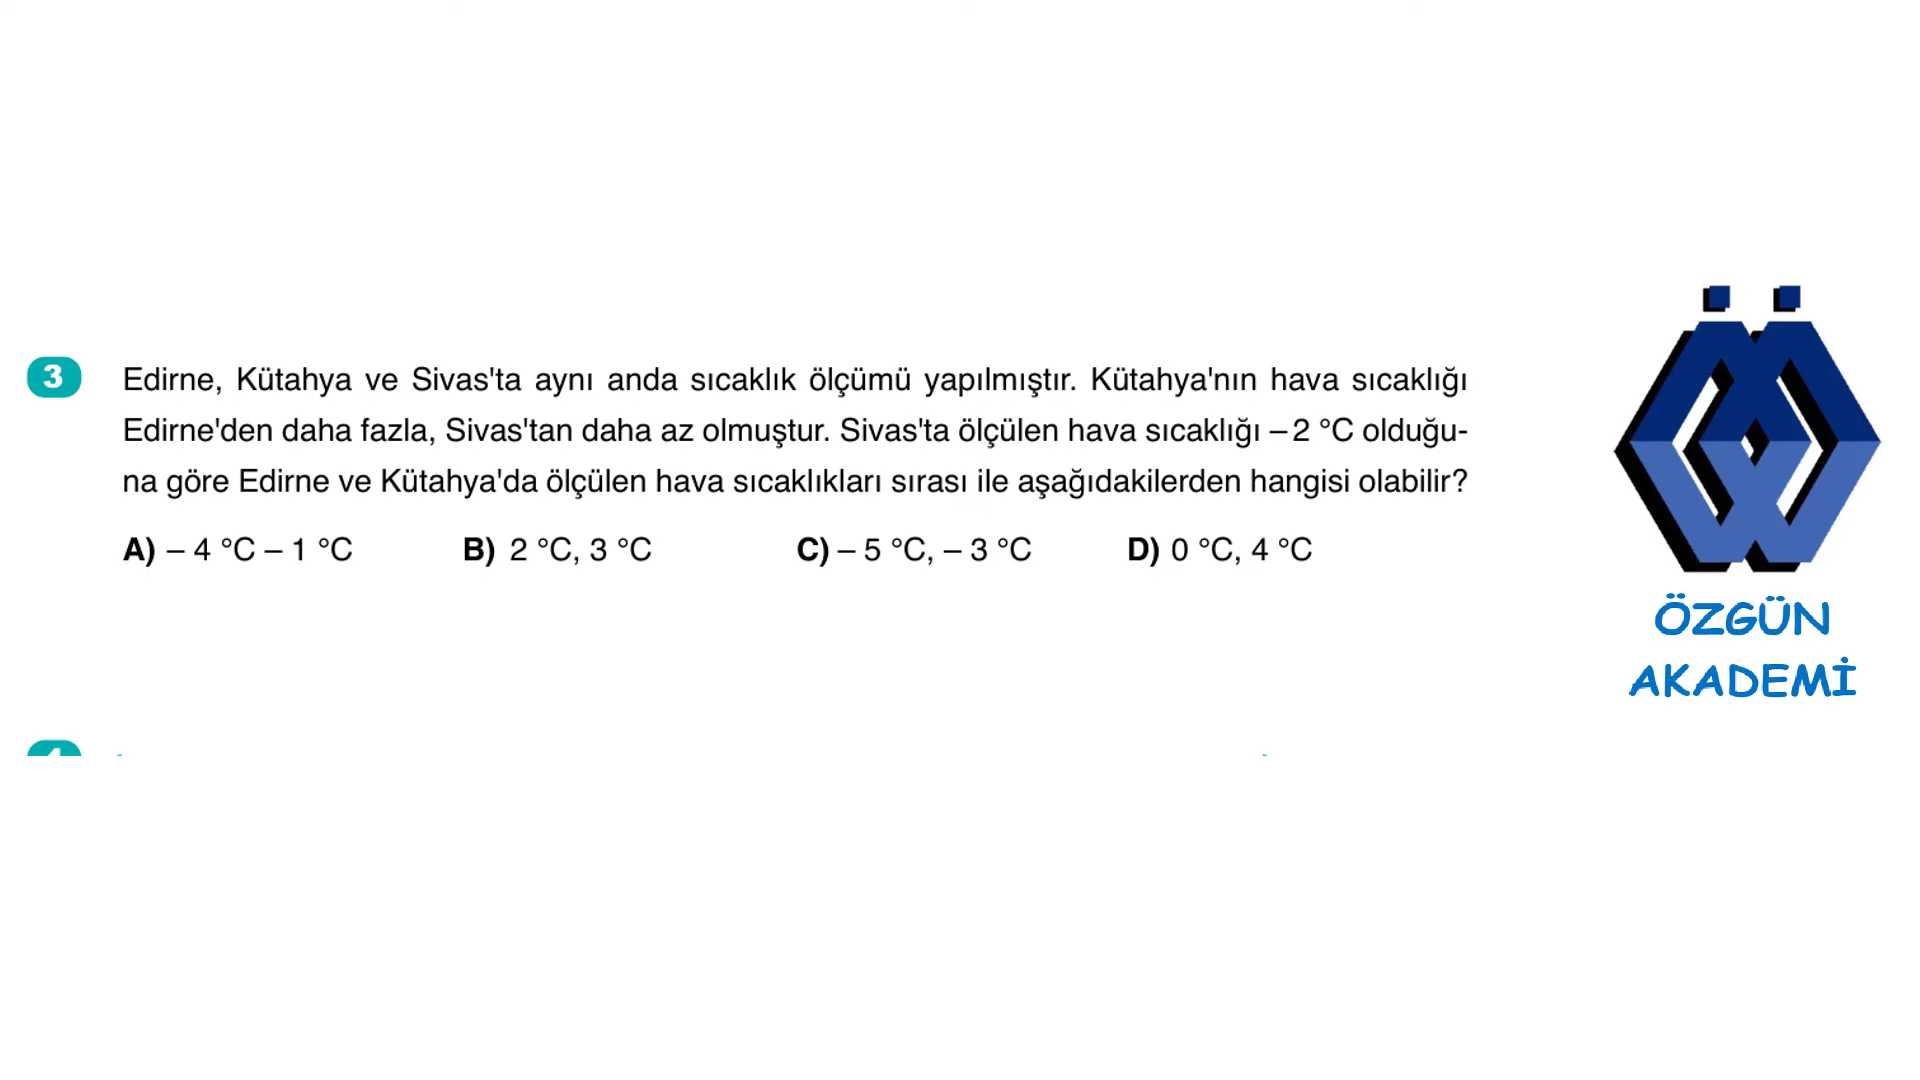 3 Edirne, Kütahya ve Sivas'ta aynı anda sıcaklık ölçümü yapılmıştır. Kütahya'nın hava sıcaklığı
Edirne'den daha fazla, Sivas'tan daha az olmuştur. Sivas'ta ölçülen hava sıcaklığı – 2 °C olduğu-
na göre Edirne ve Kütahya'da ölçülen hava sıcaklıkları sırası ile aşağıdakilerden hangisi olabilir?
A) – 4 °C – 1 °C B) 2 °C, 3 °C C) – 5 °C, – 3 °C D) 0 °C, 4 °C
ÖZGÜN
AKADEMİ